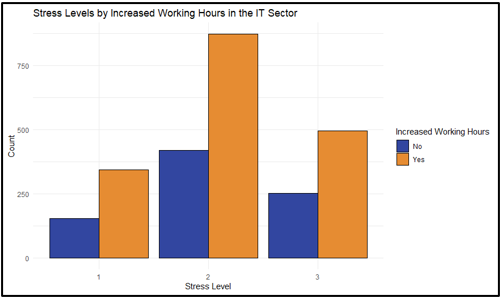 Stress Levels by Increased Working Hours in the IT Sector
750
500
250
0
Count
1 2 3
Stress Level
Increased Working Hours
No
Yes